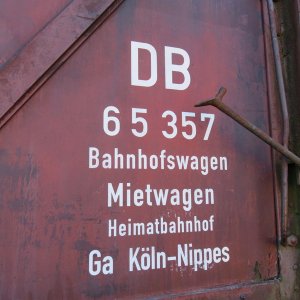 DB
65 357
Bahnhofswagen
Mietwagen
Heimatbahnhof
Ga Köln-Nippes